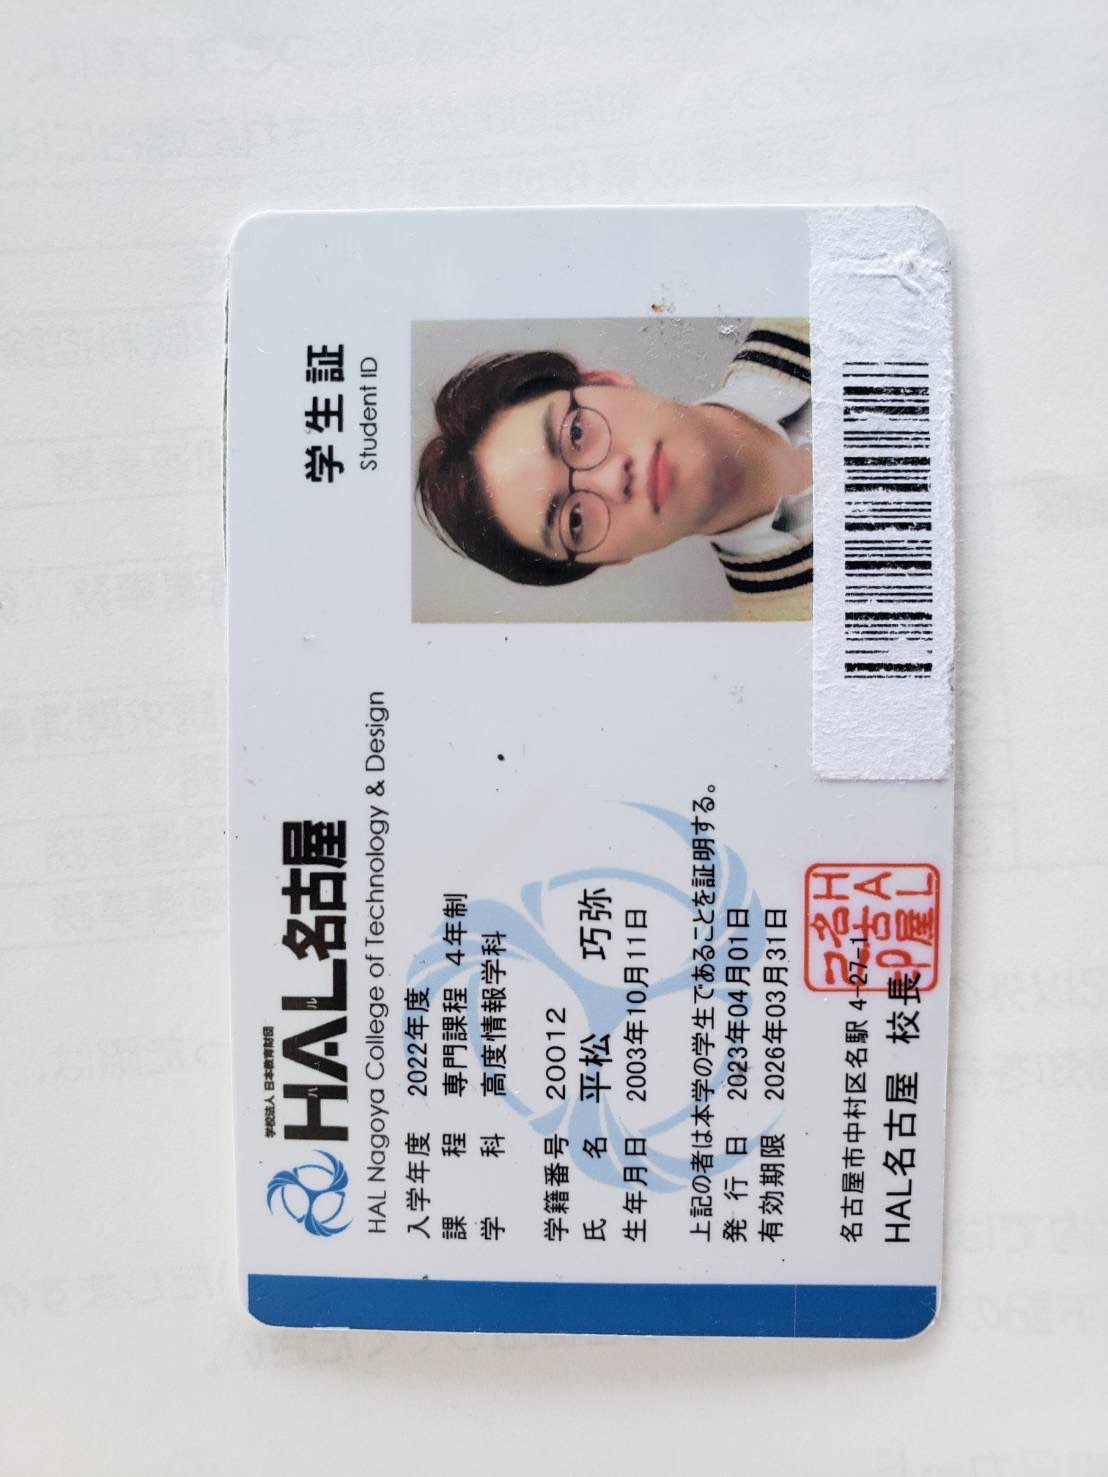 学校法人 日本教育財団
HAL名古屋
ハル
HAL Nagoya College of Technology & Design
学生証
Student ID
入学年度 2022年度
課程 専門課程 4年制
学科 高度情報学科
学籍番号 20012
氏名 平松 巧弥
生年月日 2003年10月11日
上記の者は本学の学生であることを証明する。
発行日 2023年04月01日
有効期限 2026年03月31日
名古屋市中村区名駅 4-27-1
HAL名古屋 校長
HAL
名古屋